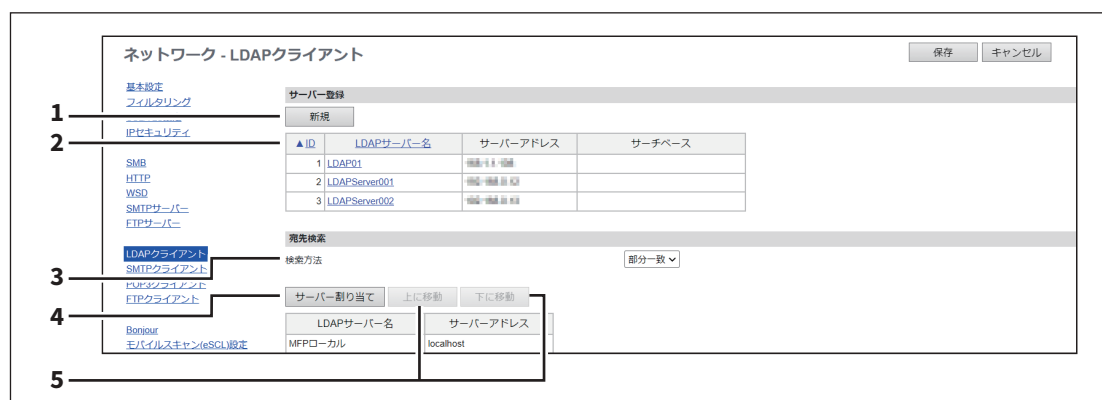 ネットワーク - LDAPクライアント
保存 キャンセル
基本設定
フィルタリング
IPセキュリティ
SMB
HTTP
WSD
SMTPサーバー
FTPサーバー
LDAPクライアント
SMTPクライアント
POP3クライアント
FTPクライアント
Bonjour
モバイルスキャン(eSCL)設定
サーバー登録
新規
▲ID LDAPサーバー名 サーバーアドレス サーチベース
1 LDAP01
2 LDAPServer001
3 LDAPServer002
宛先検索
検索方法 部分一致
サーバー割り当て 上に移動 下に移動
LDAPサーバー名 サーバーアドレス
MFPローカル localhost
1
2
3
4
5